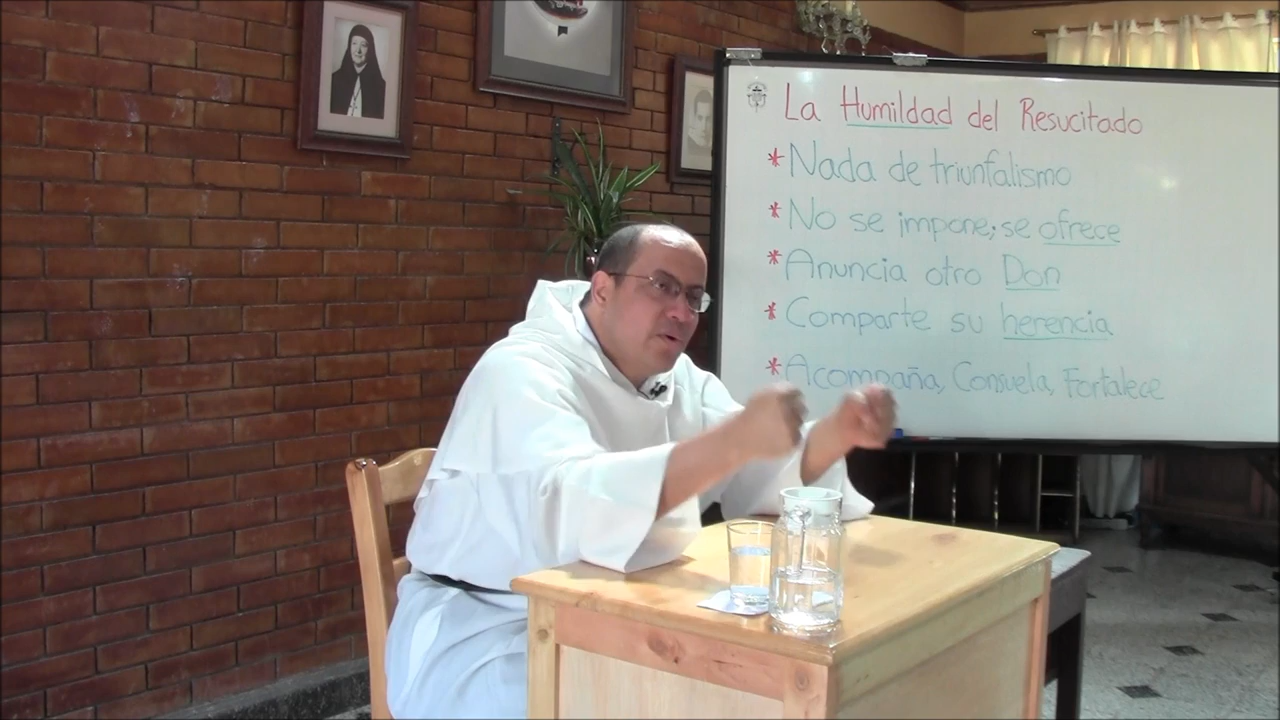 La Humildad del Resucitado
* Nada de triunfalismo
* No se impone; se ofrece
* Anuncia otro Don
* Comparte su herencia
* Acompaña, Consuela, Fortalece